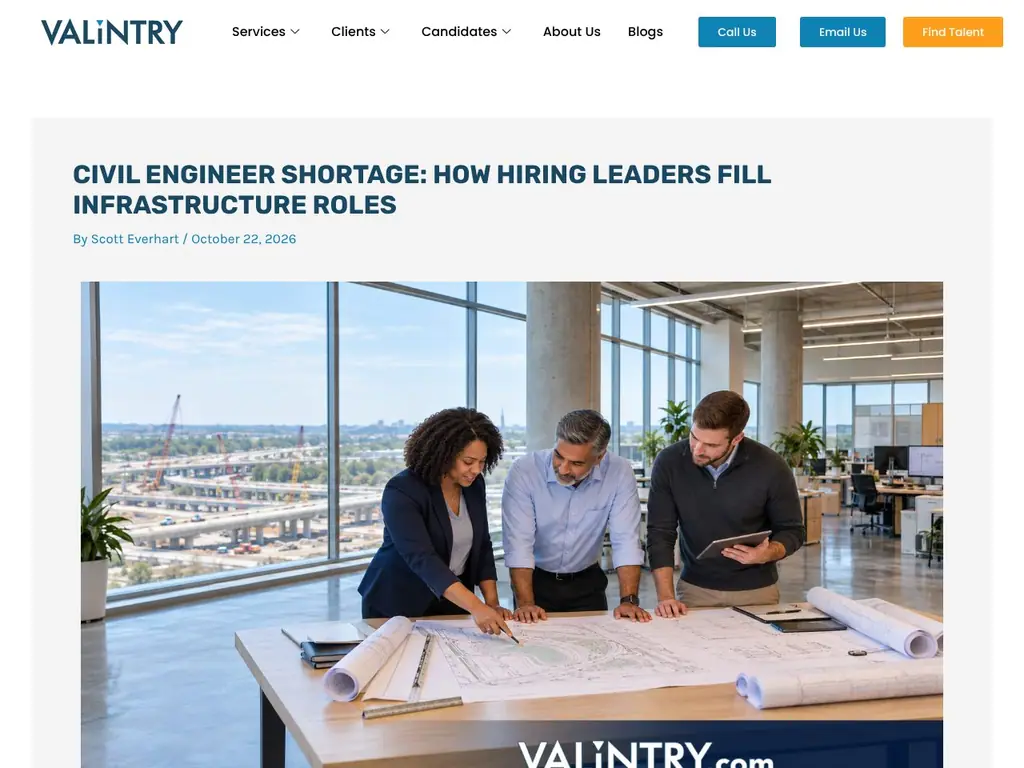 VALiNTRY
Services
Clients
Candidates
About Us
Blogs
Call Us
Email Us
Find Talent
CIVIL ENGINEER SHORTAGE: HOW HIRING LEADERS FILL
INFRASTRUCTURE ROLES
By Scott Everhart / October 22, 2026
VALiNTRY.com